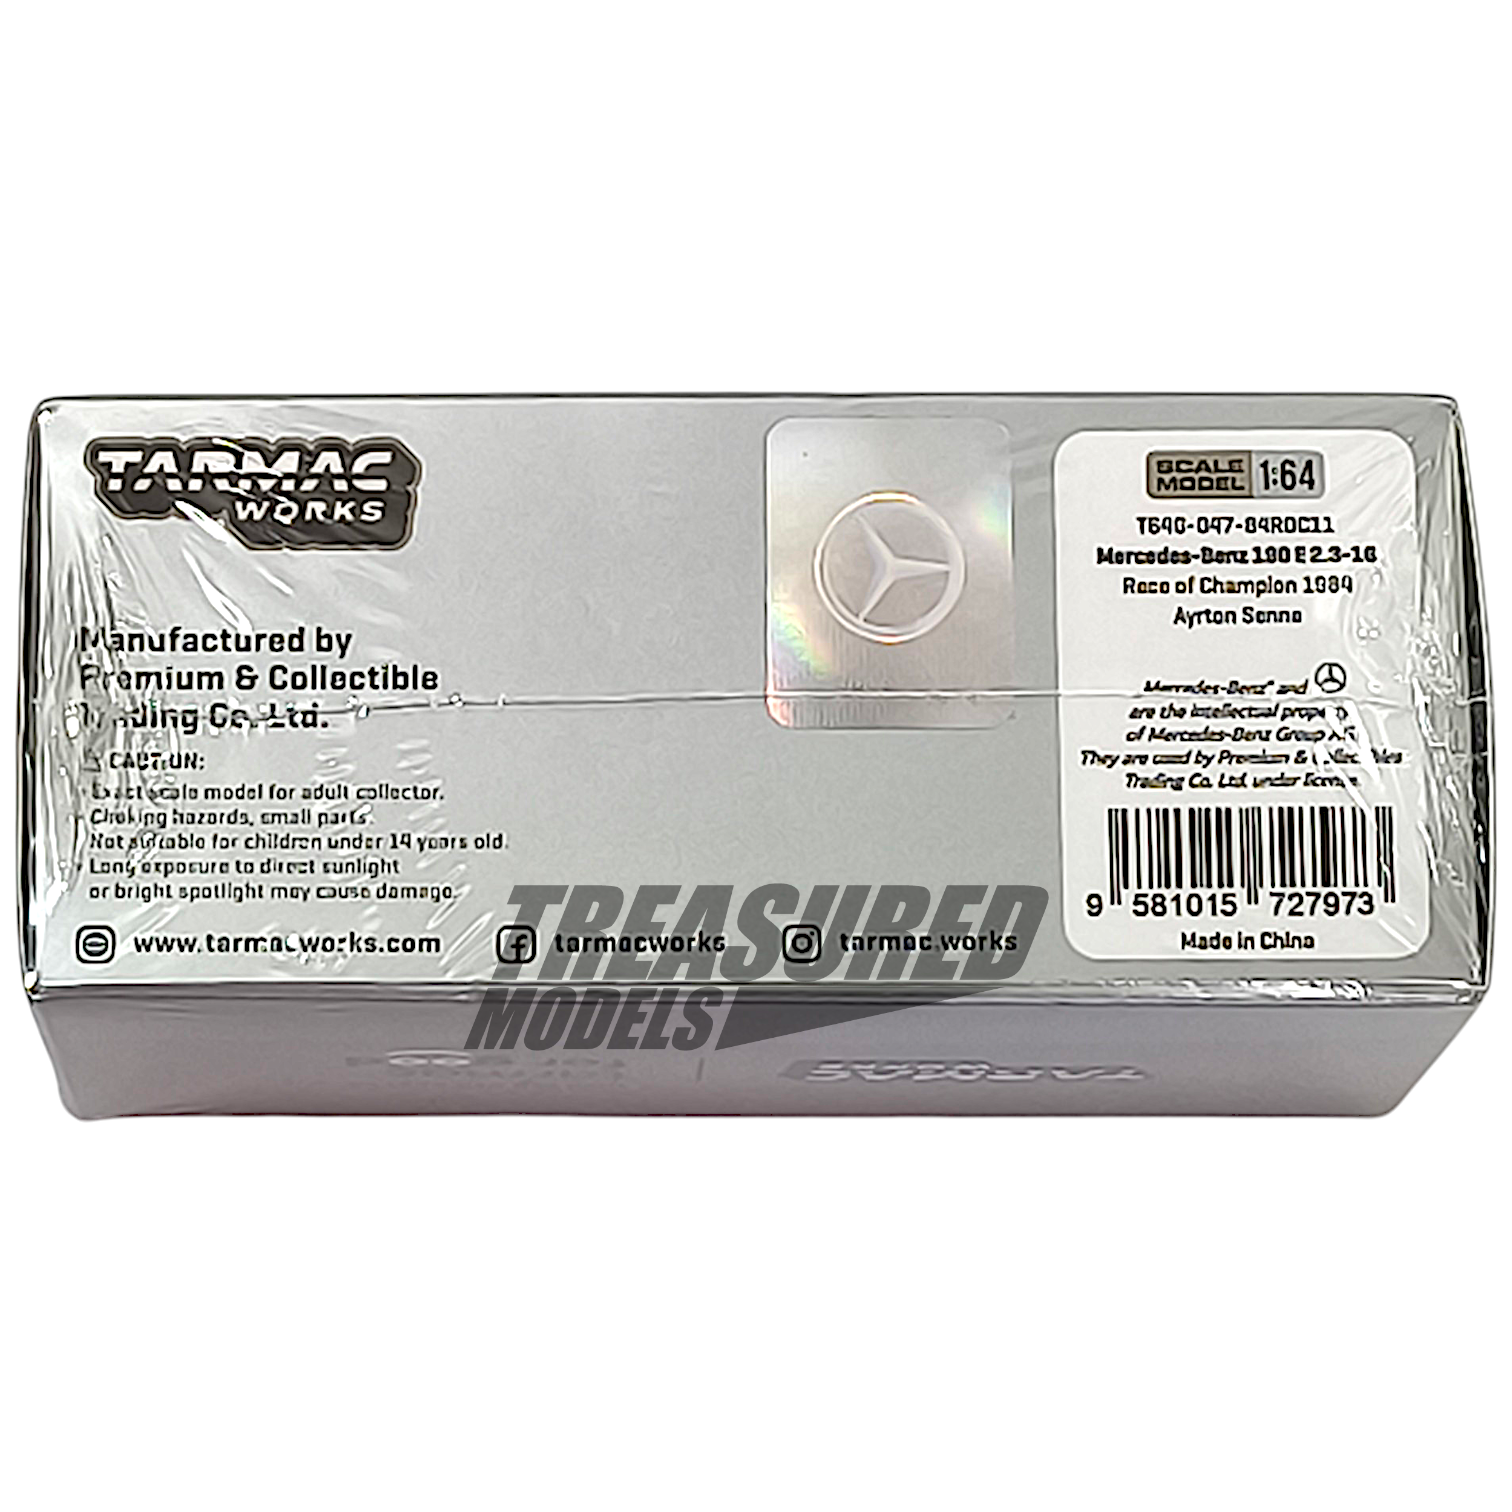 TARMAC
WORKS
Manufactured by
Premium & Collectible
Trading Co. Ltd.
CAUTION:
Exact scale model for adult collector.
Choking hazards, small parts.
Not suitable for children under 14 years old.
Long exposure to direct sunlight
or bright spotlight may cause damage.
www.tarmacworks.com
tarmacworks
tarmac.works
SCALE
MODEL 1:64
T64G-047-84ROC11
Mercedes-Benz 190 E 2.3-16
Race of Champion 1984
Ayrton Senna
Mercedes-Benz® and
are the intellectual property
of Mercedes-Benz Group AG.
They are used by Premium & Collectibles
Trading Co. Ltd. under license.
9 581015 727973
Made in China
TREASURED
MODELS
TARMAC